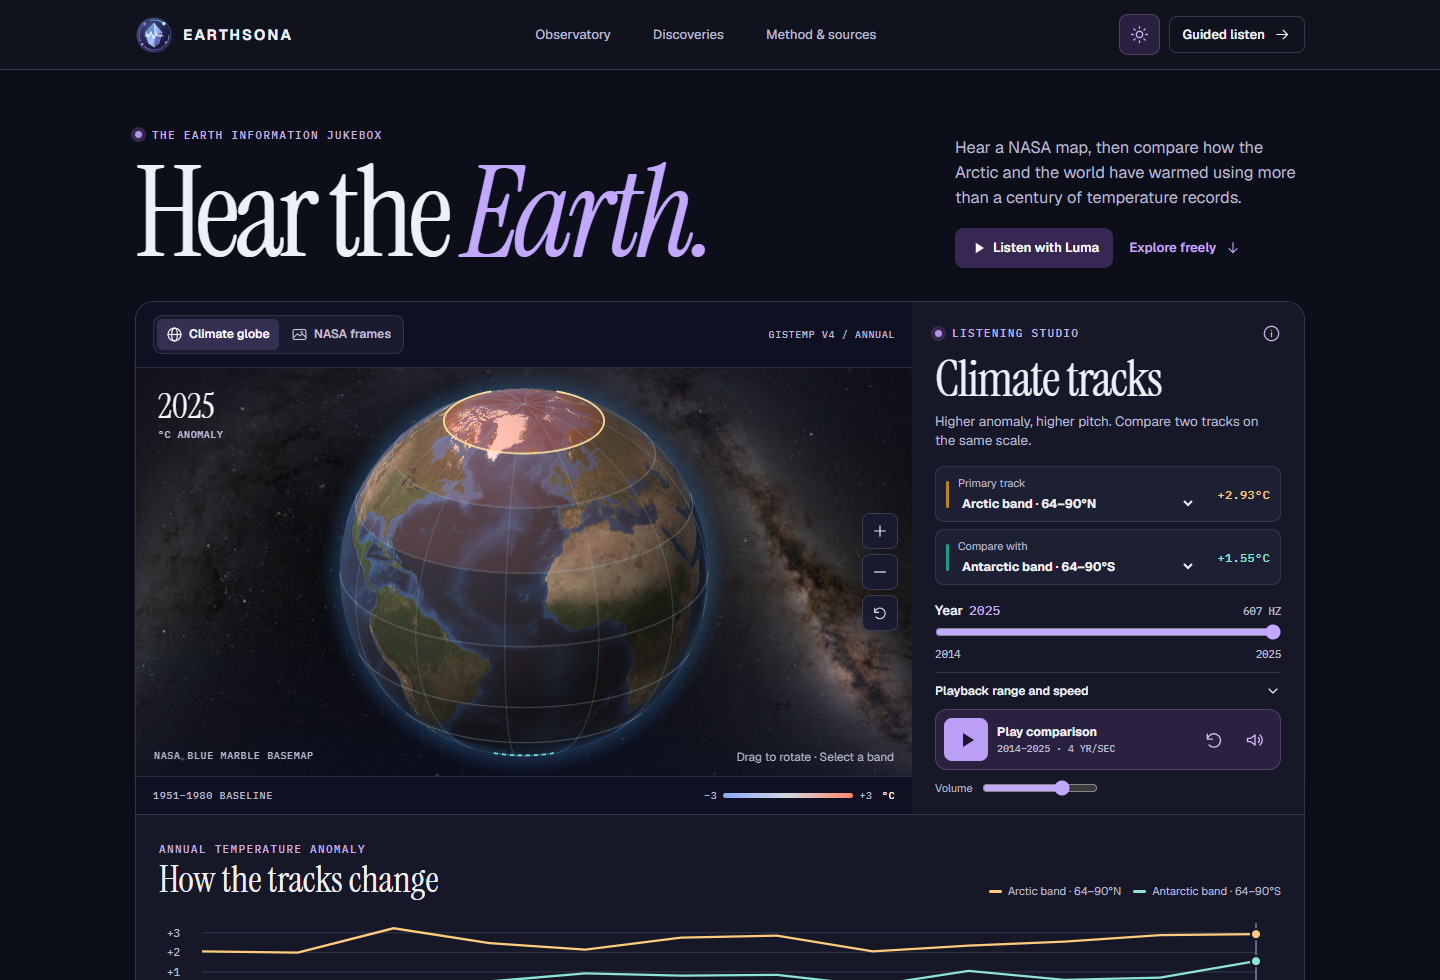 EARTHSONA
Observatory
Discoveries
Method & sources
Guided listen
THE EARTH INFORMATION JUKEBOX
Hear the Earth.
Hear a NASA map, then compare how the
Arctic and the world have warmed using more
than a century of temperature records.
Listen with Luma
Explore freely
Climate globe
NASA frames
GISTEMP V4 / ANNUAL
2025
°C ANOMALY
NASA BLUE MARBLE BASEMAP
Drag to rotate · Select a band
1951–1980 BASELINE
−3
+3 °C
LISTENING STUDIO
Climate tracks
Higher anomaly, higher pitch. Compare two tracks on
the same scale.
Primary track
Arctic band · 64–90°N
+2.93°C
Compare with
Antarctic band · 64–90°S
+1.55°C
Year 2025
607 HZ
2014
2025
Playback range and speed
Play comparison
2014–2025 · 4 YR/SEC
Volume
ANNUAL TEMPERATURE ANOMALY
How the tracks change
Arctic band · 64–90°N
Antarctic band · 64–90°S
+3
+2
+1